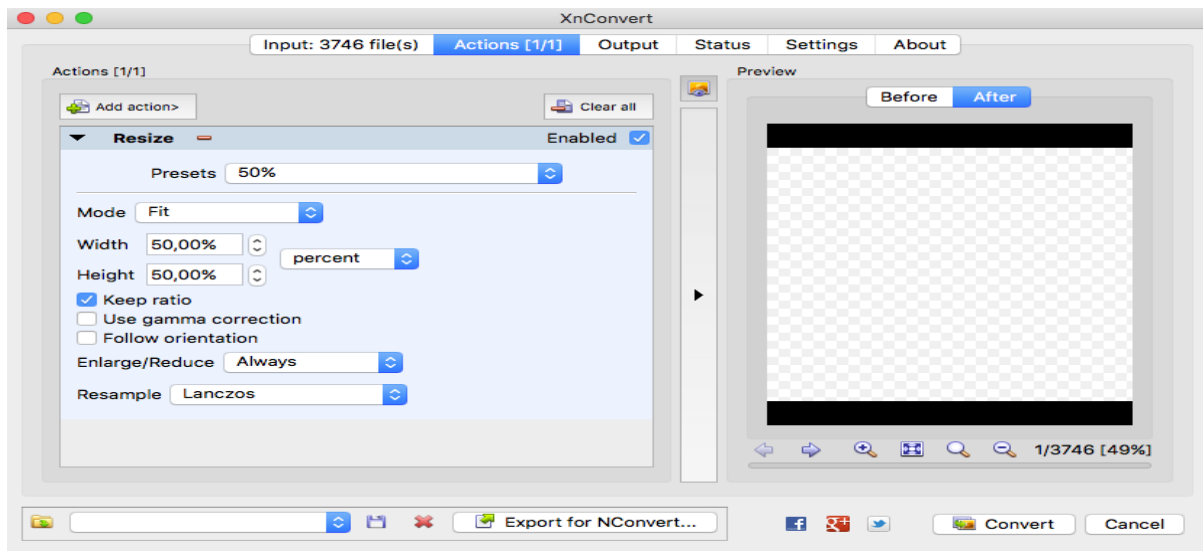 XnConvert
Input: 3746 file(s) Actions [1/1] Output Status Settings About
Actions [1/1]
Preview
Add action>
Clear all
Before After
Resize
Enabled
Presets 50%
Mode Fit
Width 50,00%
percent
Height 50,00%
Keep ratio
Use gamma correction
Follow orientation
Enlarge/Reduce Always
Resample Lanczos
1/3746 [49%]
Export for NConvert...
f g+
Convert Cancel